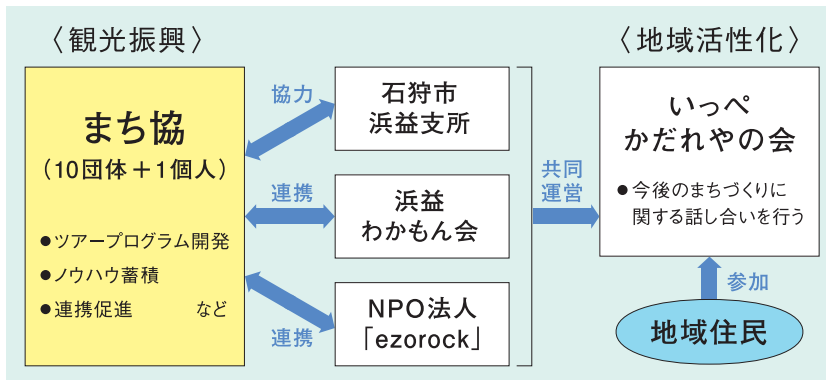 〈観光振興〉
まち協
（10団体＋1個人）
●ツアープログラム開発
●ノウハウ蓄積
●連携促進　など
協力
連携
連携
石狩市
浜益支所
浜益
わかもん会
NPO法人
「ezorock」
共同
運営
〈地域活性化〉
いっぺ
かだれやの会
●今後のまちづくりに
関する話し合いを行う
参加
地域住民